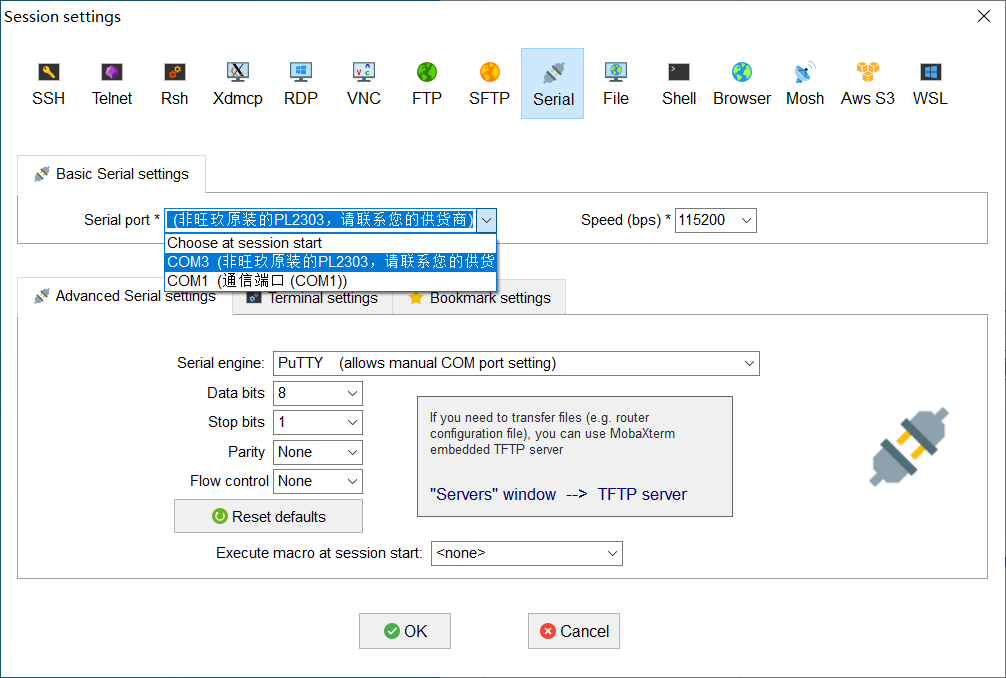 Session settings
SSH Telnet Rsh Xdmcp RDP VNC FTP SFTP Serial File Shell Browser Mosh Aws S3 WSL
Basic Serial settings
Serial port * (非旺玖原装的PL2303，请联系您的供货商) Speed (bps) * 115200
Choose at session start
COM3 (非旺玖原装的PL2303，请联系您的供货
COM1 (通信端口 (COM1))
Advanced Serial settings Terminal settings Bookmark settings
Serial engine: PuTTY (allows manual COM port setting)
Data bits 8
Stop bits 1
Parity None
Flow control None
Reset defaults
If you need to transfer files (e.g. router
configuration file), you can use MobaXterm
embedded TFTP server
"Servers" window --> TFTP server
Execute macro at session start: <none>
OK Cancel